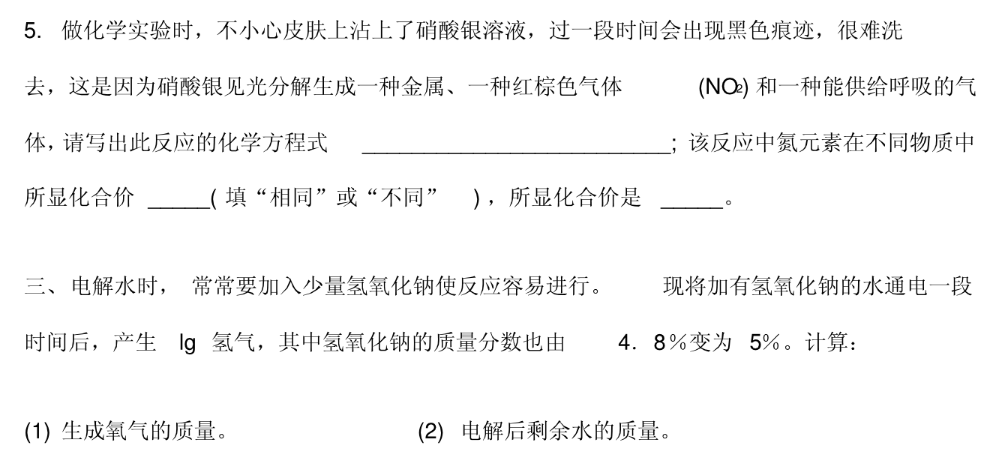 5. 做化学实验时，不小心皮肤上沾上了硝酸银溶液，过一段时间会出现黑色痕迹，很难洗
去，这是因为硝酸银见光分解生成一种金属、一种红棕色气体 (NO2) 和一种能供给呼吸的气
体，请写出此反应的化学方程式 _________________________; 该反应中氮元素在不同物质中
所显化合价 _____( 填“相同”或“不同” )，所显化合价是 _____。
三、电解水时， 常常要加入少量氢氧化钠使反应容易进行。 现将加有氢氧化钠的水通电一段
时间后，产生 lg 氢气，其中氢氧化钠的质量分数也由 4．8％变为 5％。计算：
(1) 生成氧气的质量。 (2) 电解后剩余水的质量。